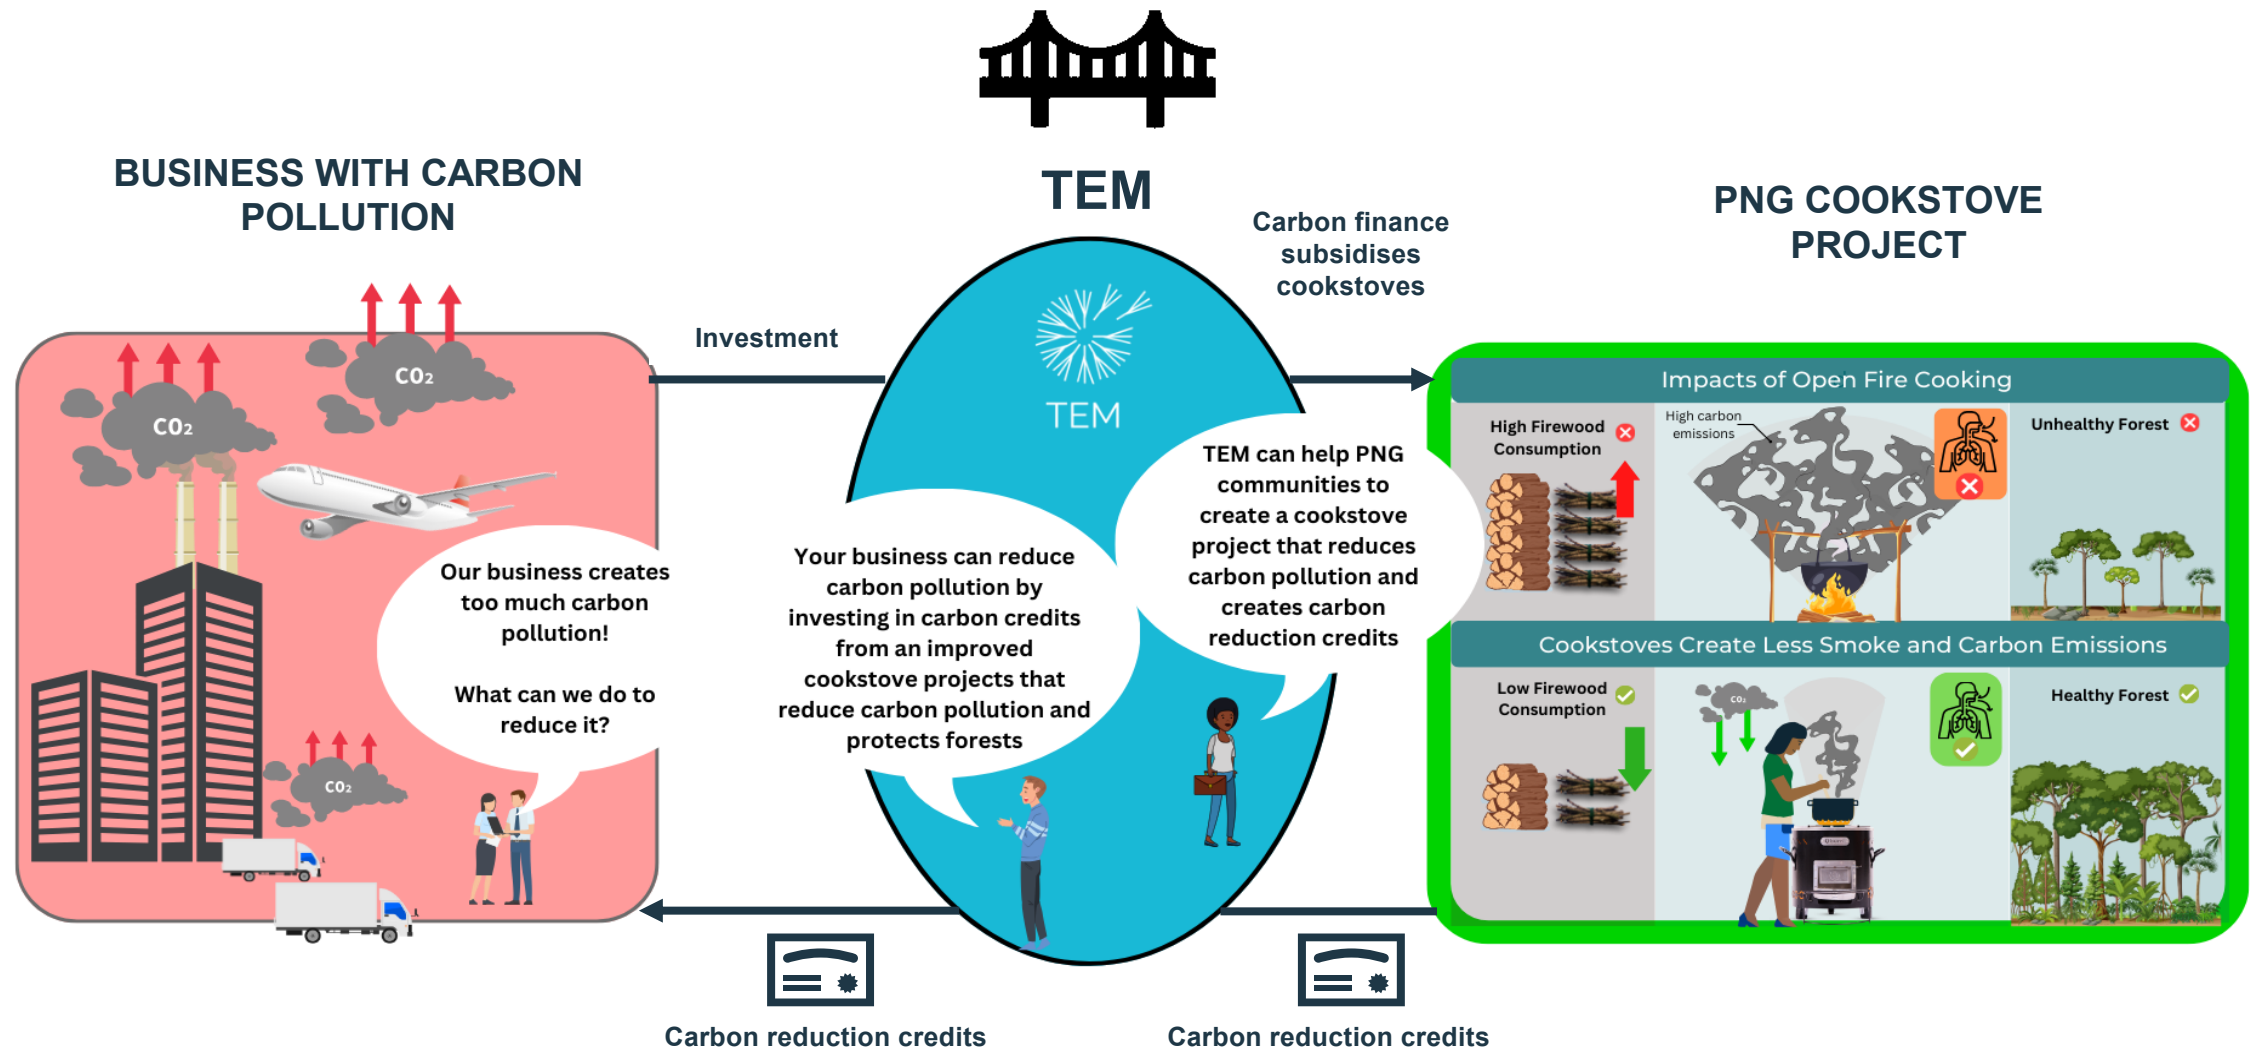 BUSINESS WITH CARBON
POLLUTION
TEM
PNG COOKSTOVE
PROJECT
Investment
Carbon finance
subsidises
cookstoves
CO₂
CO₂
Our business creates
too much carbon
pollution!
What can we do to
reduce it?
CO₂
TEM
Your business can reduce
carbon pollution by
investing in carbon credits
from an improved
cookstove projects that
reduce carbon pollution and
protects forests
TEM can help PNG
communities to
create a cookstove
project that reduces
carbon pollution and
creates carbon
reduction credits
Impacts of Open Fire Cooking
High Firewood
Consumption
High carbon
emissions
Unhealthy Forest
Cookstoves Create Less Smoke and Carbon Emissions
Low Firewood
Consumption
CO₂
Healthy Forest
Carbon reduction credits
Carbon reduction credits